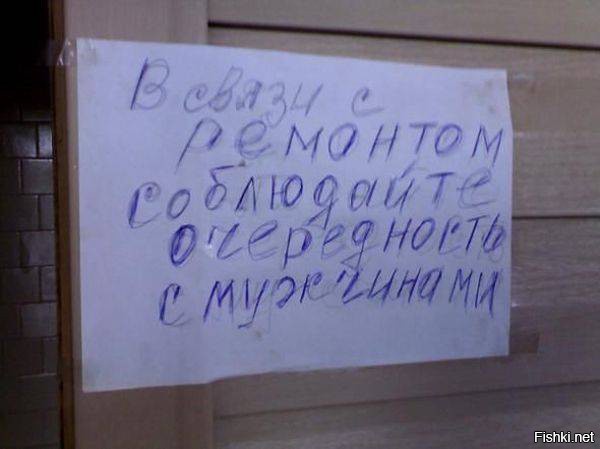 В связи с
ремонтом
соблюдайте
очередность
с мужчинами
Fishki.net